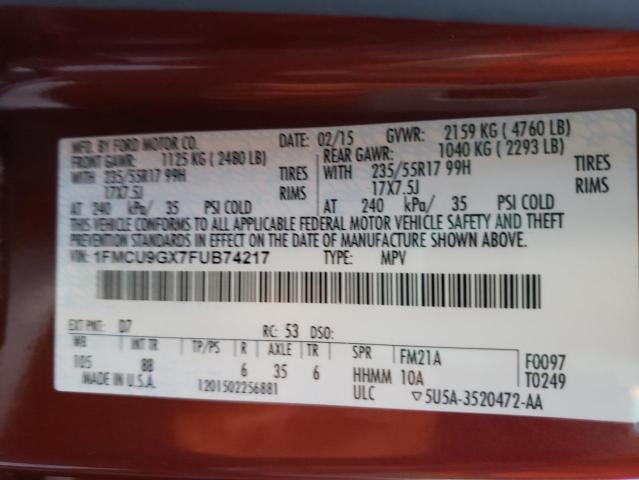 MFD. BY FORD MOTOR CO. DATE: 02/15 GVWR: 2159 KG ( 4760 LB)
FRONT GAWR: 1125 KG ( 2480 LB) REAR GAWR: 1040 KG ( 2293 LB)
WITH 235/55R17 99H TIRES WITH 235/55R17 99H TIRES
17X7.5J RIMS 17X7.5J RIMS
AT 240 kPa/ 35 PSI COLD AT 240 kPa/ 35 PSI COLD
THIS VEHICLE CONFORMS TO ALL APPLICABLE FEDERAL MOTOR VEHICLE SAFETY AND THEFT
PREVENTION STANDARDS IN EFFECT ON THE DATE OF MANUFACTURE SHOWN ABOVE.
VIN: 1FMCU9GX7FUB74217 TYPE: MPV
EXT PNT: D7 RC: 53 DSO:
WB INT TR TP/PS R AXLE TR SPR FM21A F0097
105 88 6 35 6 HHMM 10A T0249
MADE IN U.S.A. 1201502256881 ULC ▽5U5A-3520472-AA